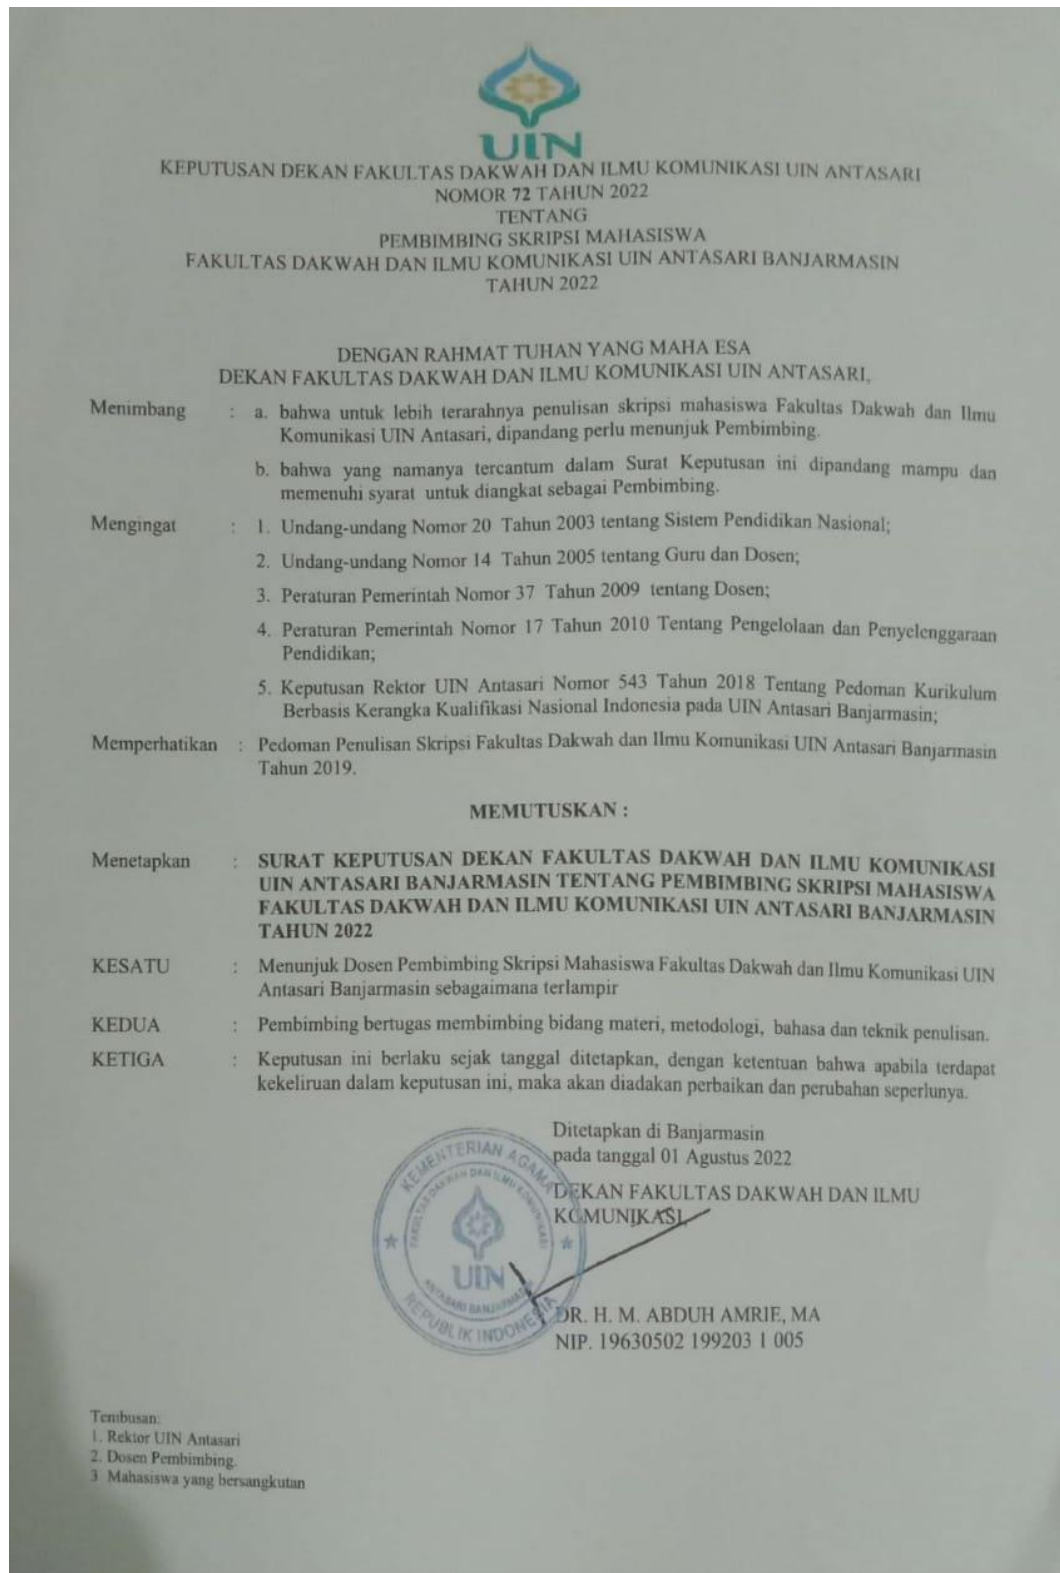 UIN
KEPUTUSAN DEKAN FAKULTAS DAKWAH DAN ILMU KOMUNIKASI UIN ANTASARI
NOMOR 72 TAHUN 2022
TENTANG
PEMBIMBING SKRIPSI MAHASISWA
FAKULTAS DAKWAH DAN ILMU KOMUNIKASI UIN ANTASARI BANJARMASIN
TAHUN 2022
DENGAN RAHMAT TUHAN YANG MAHA ESA
DEKAN FAKULTAS DAKWAH DAN ILMU KOMUNIKASI UIN ANTASARI,
Menimbang : a. bahwa untuk lebih terarahnya penulisan skripsi mahasiswa Fakultas Dakwah dan Ilmu
Komunikasi UIN Antasari, dipandang perlu menunjuk Pembimbing.
b. bahwa yang namanya tercantum dalam Surat Keputusan ini dipandang mampu dan
memenuhi syarat untuk diangkat sebagai Pembimbing.
Mengingat : 1. Undang-undang Nomor 20 Tahun 2003 tentang Sistem Pendidikan Nasional;
2. Undang-undang Nomor 14 Tahun 2005 tentang Guru dan Dosen;
3. Peraturan Pemerintah Nomor 37 Tahun 2009 tentang Dosen;
4. Peraturan Pemerintah Nomor 17 Tahun 2010 Tentang Pengelolaan dan Penyelenggaraan
Pendidikan;
5. Keputusan Rektor UIN Antasari Nomor 543 Tahun 2018 Tentang Pedoman Kurikulum
Berbasis Kerangka Kualifikasi Nasional Indonesia pada UIN Antasari Banjarmasin;
Memperhatikan : Pedoman Penulisan Skripsi Fakultas Dakwah dan Ilmu Komunikasi UIN Antasari Banjarmasin
Tahun 2019.
MEMUTUSKAN :
Menetapkan : SURAT KEPUTUSAN DEKAN FAKULTAS DAKWAH DAN ILMU KOMUNIKASI
UIN ANTASARI BANJARMASIN TENTANG PEMBIMBING SKRIPSI MAHASISWA
FAKULTAS DAKWAH DAN ILMU KOMUNIKASI UIN ANTASARI BANJARMASIN
TAHUN 2022
KESATU : Menunjuk Dosen Pembimbing Skripsi Mahasiswa Fakultas Dakwah dan Ilmu Komunikasi UIN
Antasari Banjarmasin sebagaimana terlampir
KEDUA : Pembimbing bertugas membimbing bidang materi, metodologi, bahasa dan teknik penulisan.
KETIGA : Keputusan ini berlaku sejak tanggal ditetapkan, dengan ketentuan bahwa apabila terdapat
kekeliruan dalam keputusan ini, maka akan diadakan perbaikan dan perubahan seperlunya.
Ditetapkan di Banjarmasin
pada tanggal 01 Agustus 2022
DEKAN FAKULTAS DAKWAH DAN ILMU
KOMUNIKASI,
KEMENTERIAN AGAMA
FAKULTAS DAKWAH DAN ILMU KOMUNIKASI
UIN
ANTASARI BANJARMASIN
REPUBLIK INDONESIA
DR. H. M. ABDUH AMRIE, MA
NIP. 19630502 199203 1 005
Tembusan:
1. Rektor UIN Antasari
2. Dosen Pembimbing.
3 Mahasiswa yang bersangkutan